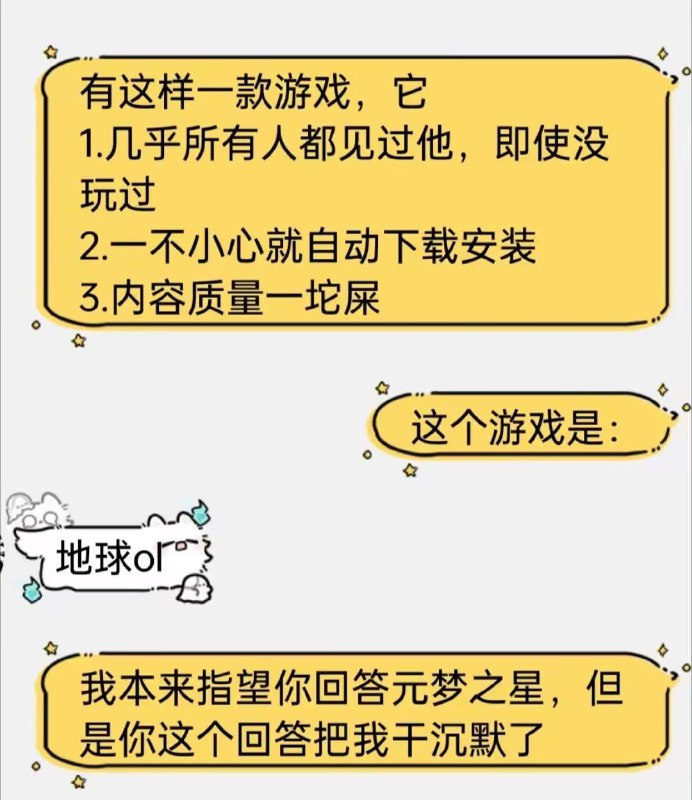 有这样一款游戏，它
1.几乎所有人都见过他，即使没
玩过
2.一不小心就自动下载安装
3.内容质量一坨屎
这个游戏是：
地球ol
我本来指望你回答元梦之星，但
是你这个回答把我干沉默了